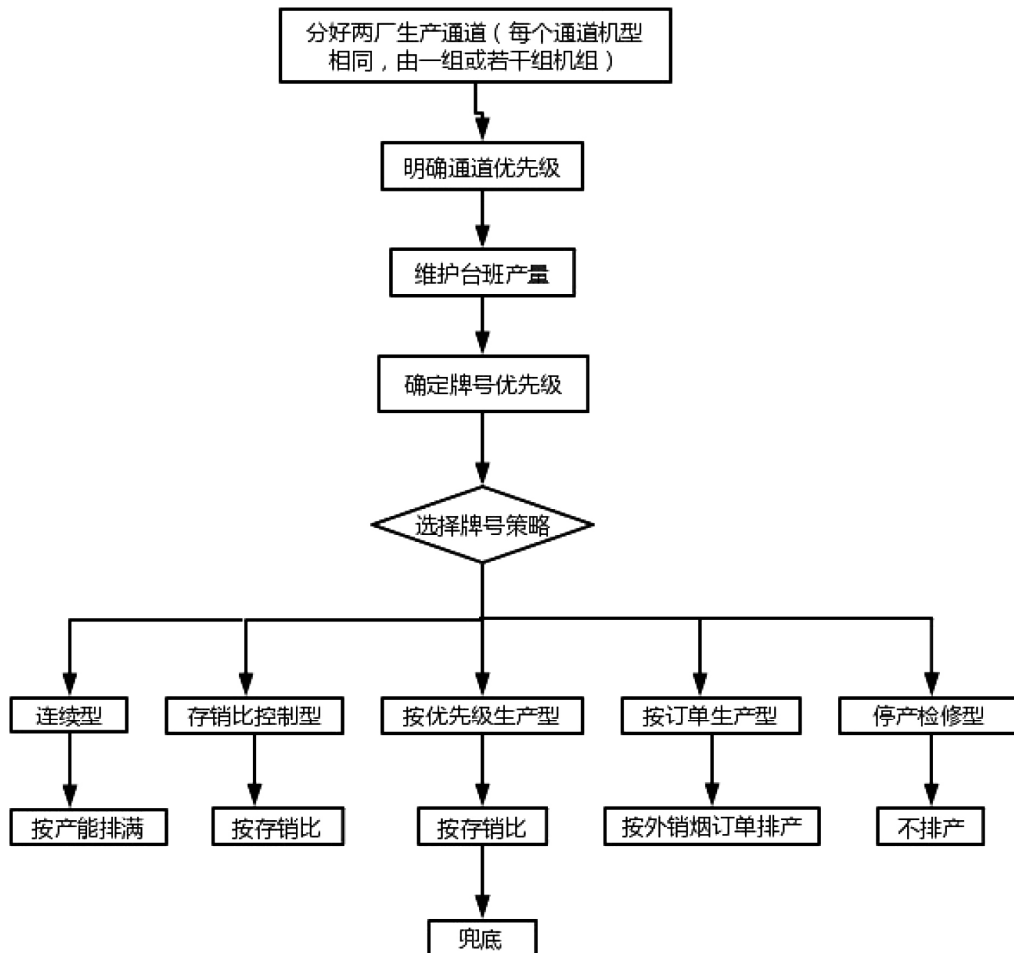 分好两厂生产通道（每个通道机型
相同，由一组或若干组机组）
明确通道优先级
维护台班产量
确定牌号优先级
选择牌号策略
连续型
存销比控制型
按优先级生产型
按订单生产型
停产检修型
按产能排满
按存销比
按存销比
按外销烟订单排产
不排产
兜底